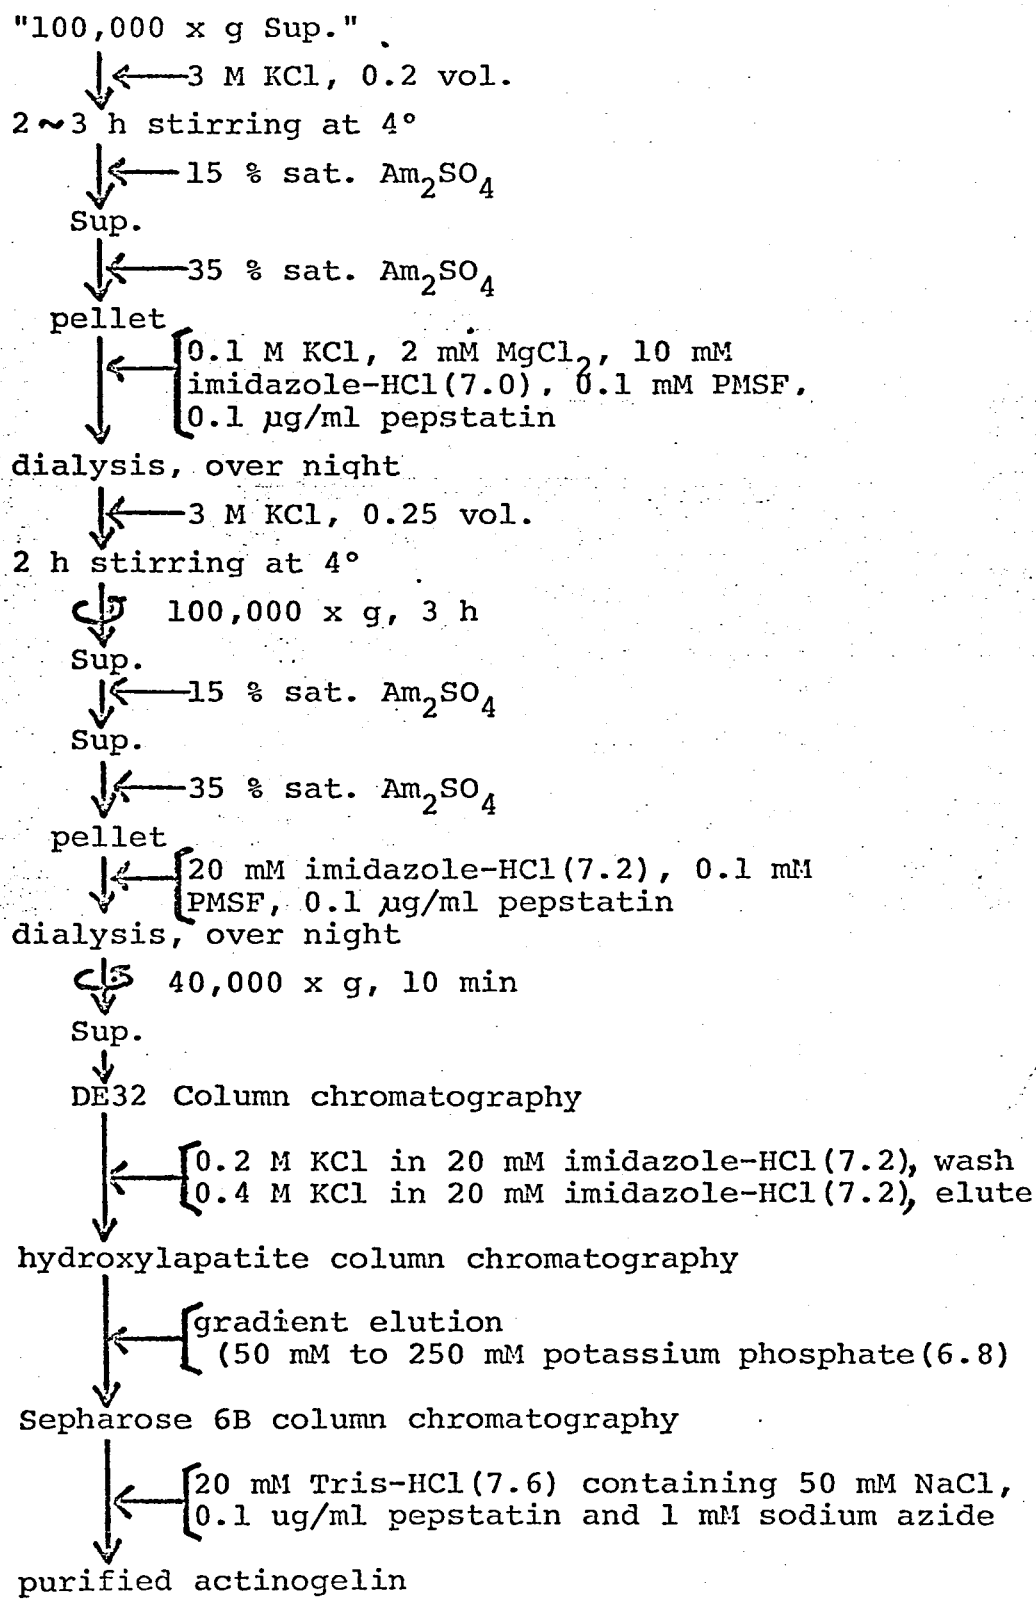 "100,000 x g Sup."
3 M KCl, 0.2 vol.
2~3 h stirring at 4°
15 % sat. Am2SO4
Sup.
35 % sat. Am2SO4
pellet
0.1 M KCl, 2 mM MgCl2, 10 mM
imidazole-HCl(7.0), 0.1 mM PMSF,
0.1 µg/ml pepstatin
dialysis, over night
3 M KCl, 0.25 vol.
2 h stirring at 4°
100,000 x g, 3 h
Sup.
15 % sat. Am2SO4
Sup.
35 % sat. Am2SO4
pellet
20 mM imidazole-HCl(7.2), 0.1 mM
PMSF, 0.1 µg/ml pepstatin
dialysis, over night
40,000 x g, 10 min
Sup.
DE32 Column chromatography
0.2 M KCl in 20 mM imidazole-HCl(7.2), wash
0.4 M KCl in 20 mM imidazole-HCl(7.2), elute
hydroxylapatite column chromatography
gradient elution
(50 mM to 250 mM potassium phosphate(6.8)
Sepharose 6B column chromatography
20 mM Tris-HCl(7.6) containing 50 mM NaCl,
0.1 ug/ml pepstatin and 1 mM sodium azide
purified actinogelin